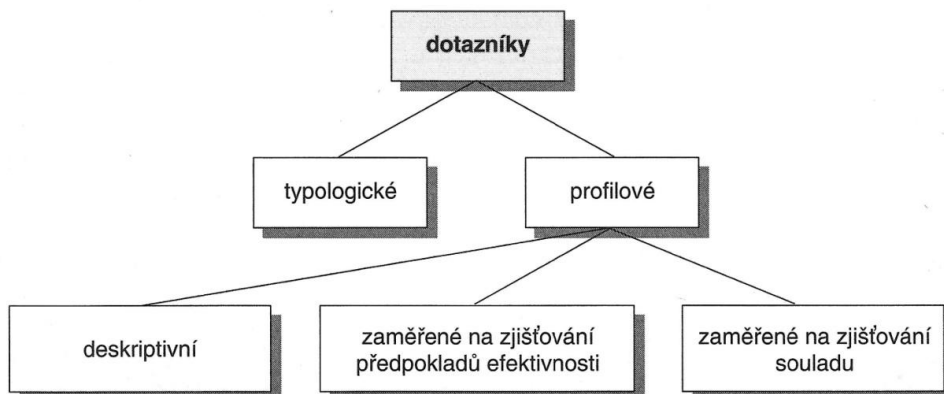 dotazníky
typologické
profilové
deskriptivní
zaměřené na zjišťování
předpokladů efektivnosti
zaměřené na zjišťování
souladu